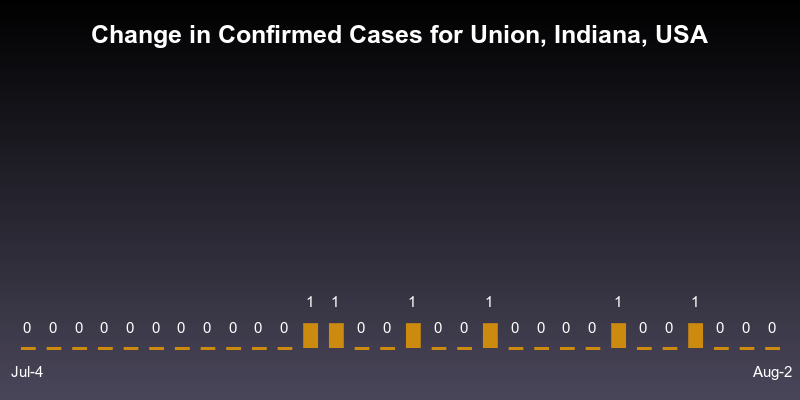 Change in Confirmed Cases for Union, Indiana, USA
1 1 1 1 1 1
0 0 0 0 0 0 0 0 0 0 0 0 0 0 0 0 0 0 0 0 0 0 0 0
Jul-4 Aug-2